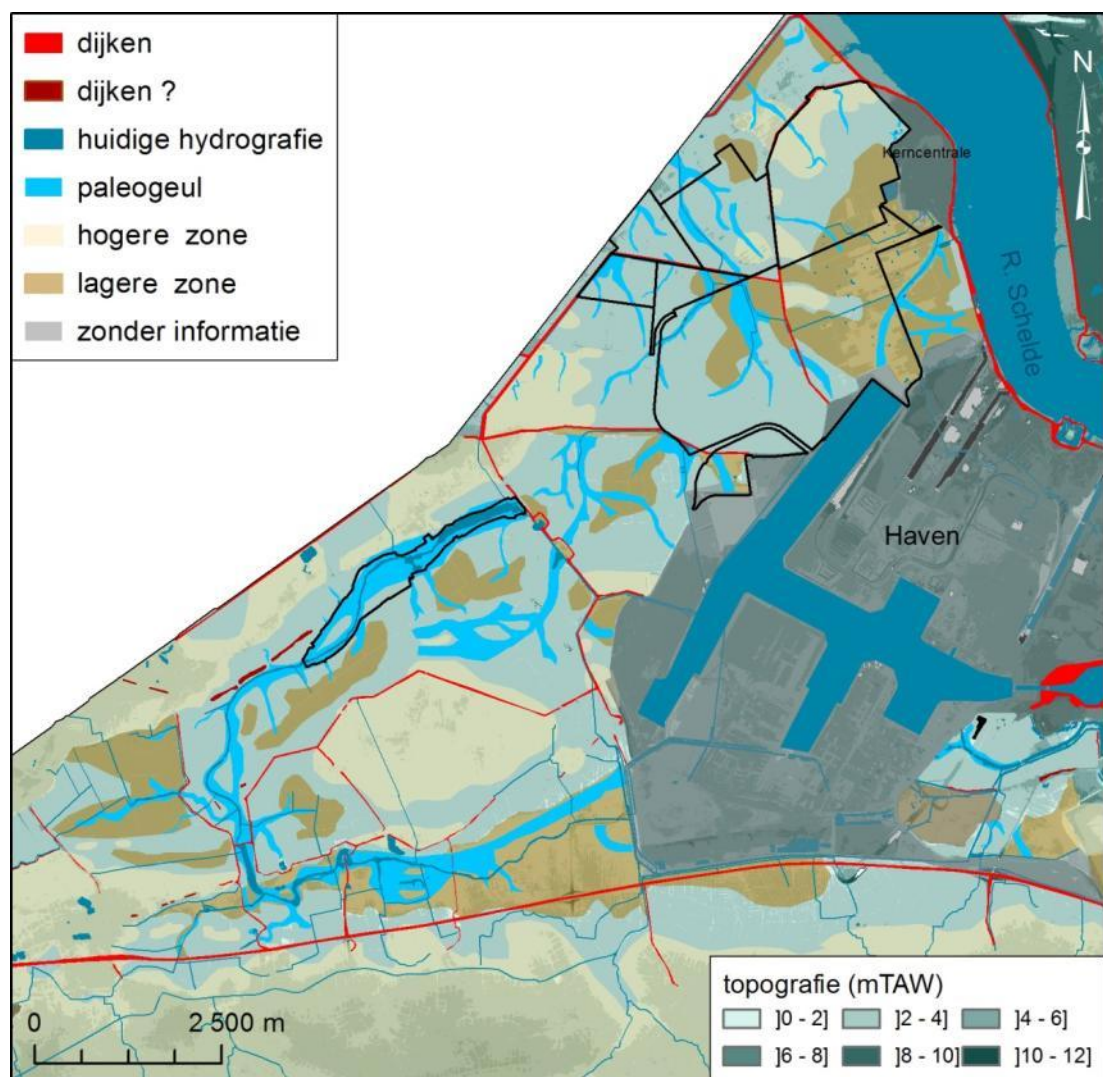 dijken
dijken ?
huidige hydrografie
paleogeul
hogere zone
lagere zone
zonder informatie
N
Kerncentrale
R. Schelde
Haven
0 2 500 m
topografie (mTAW)
]0 - 2] ]2 - 4] ]4 - 6]
]6 - 8] ]8 - 10] ]10 - 12]